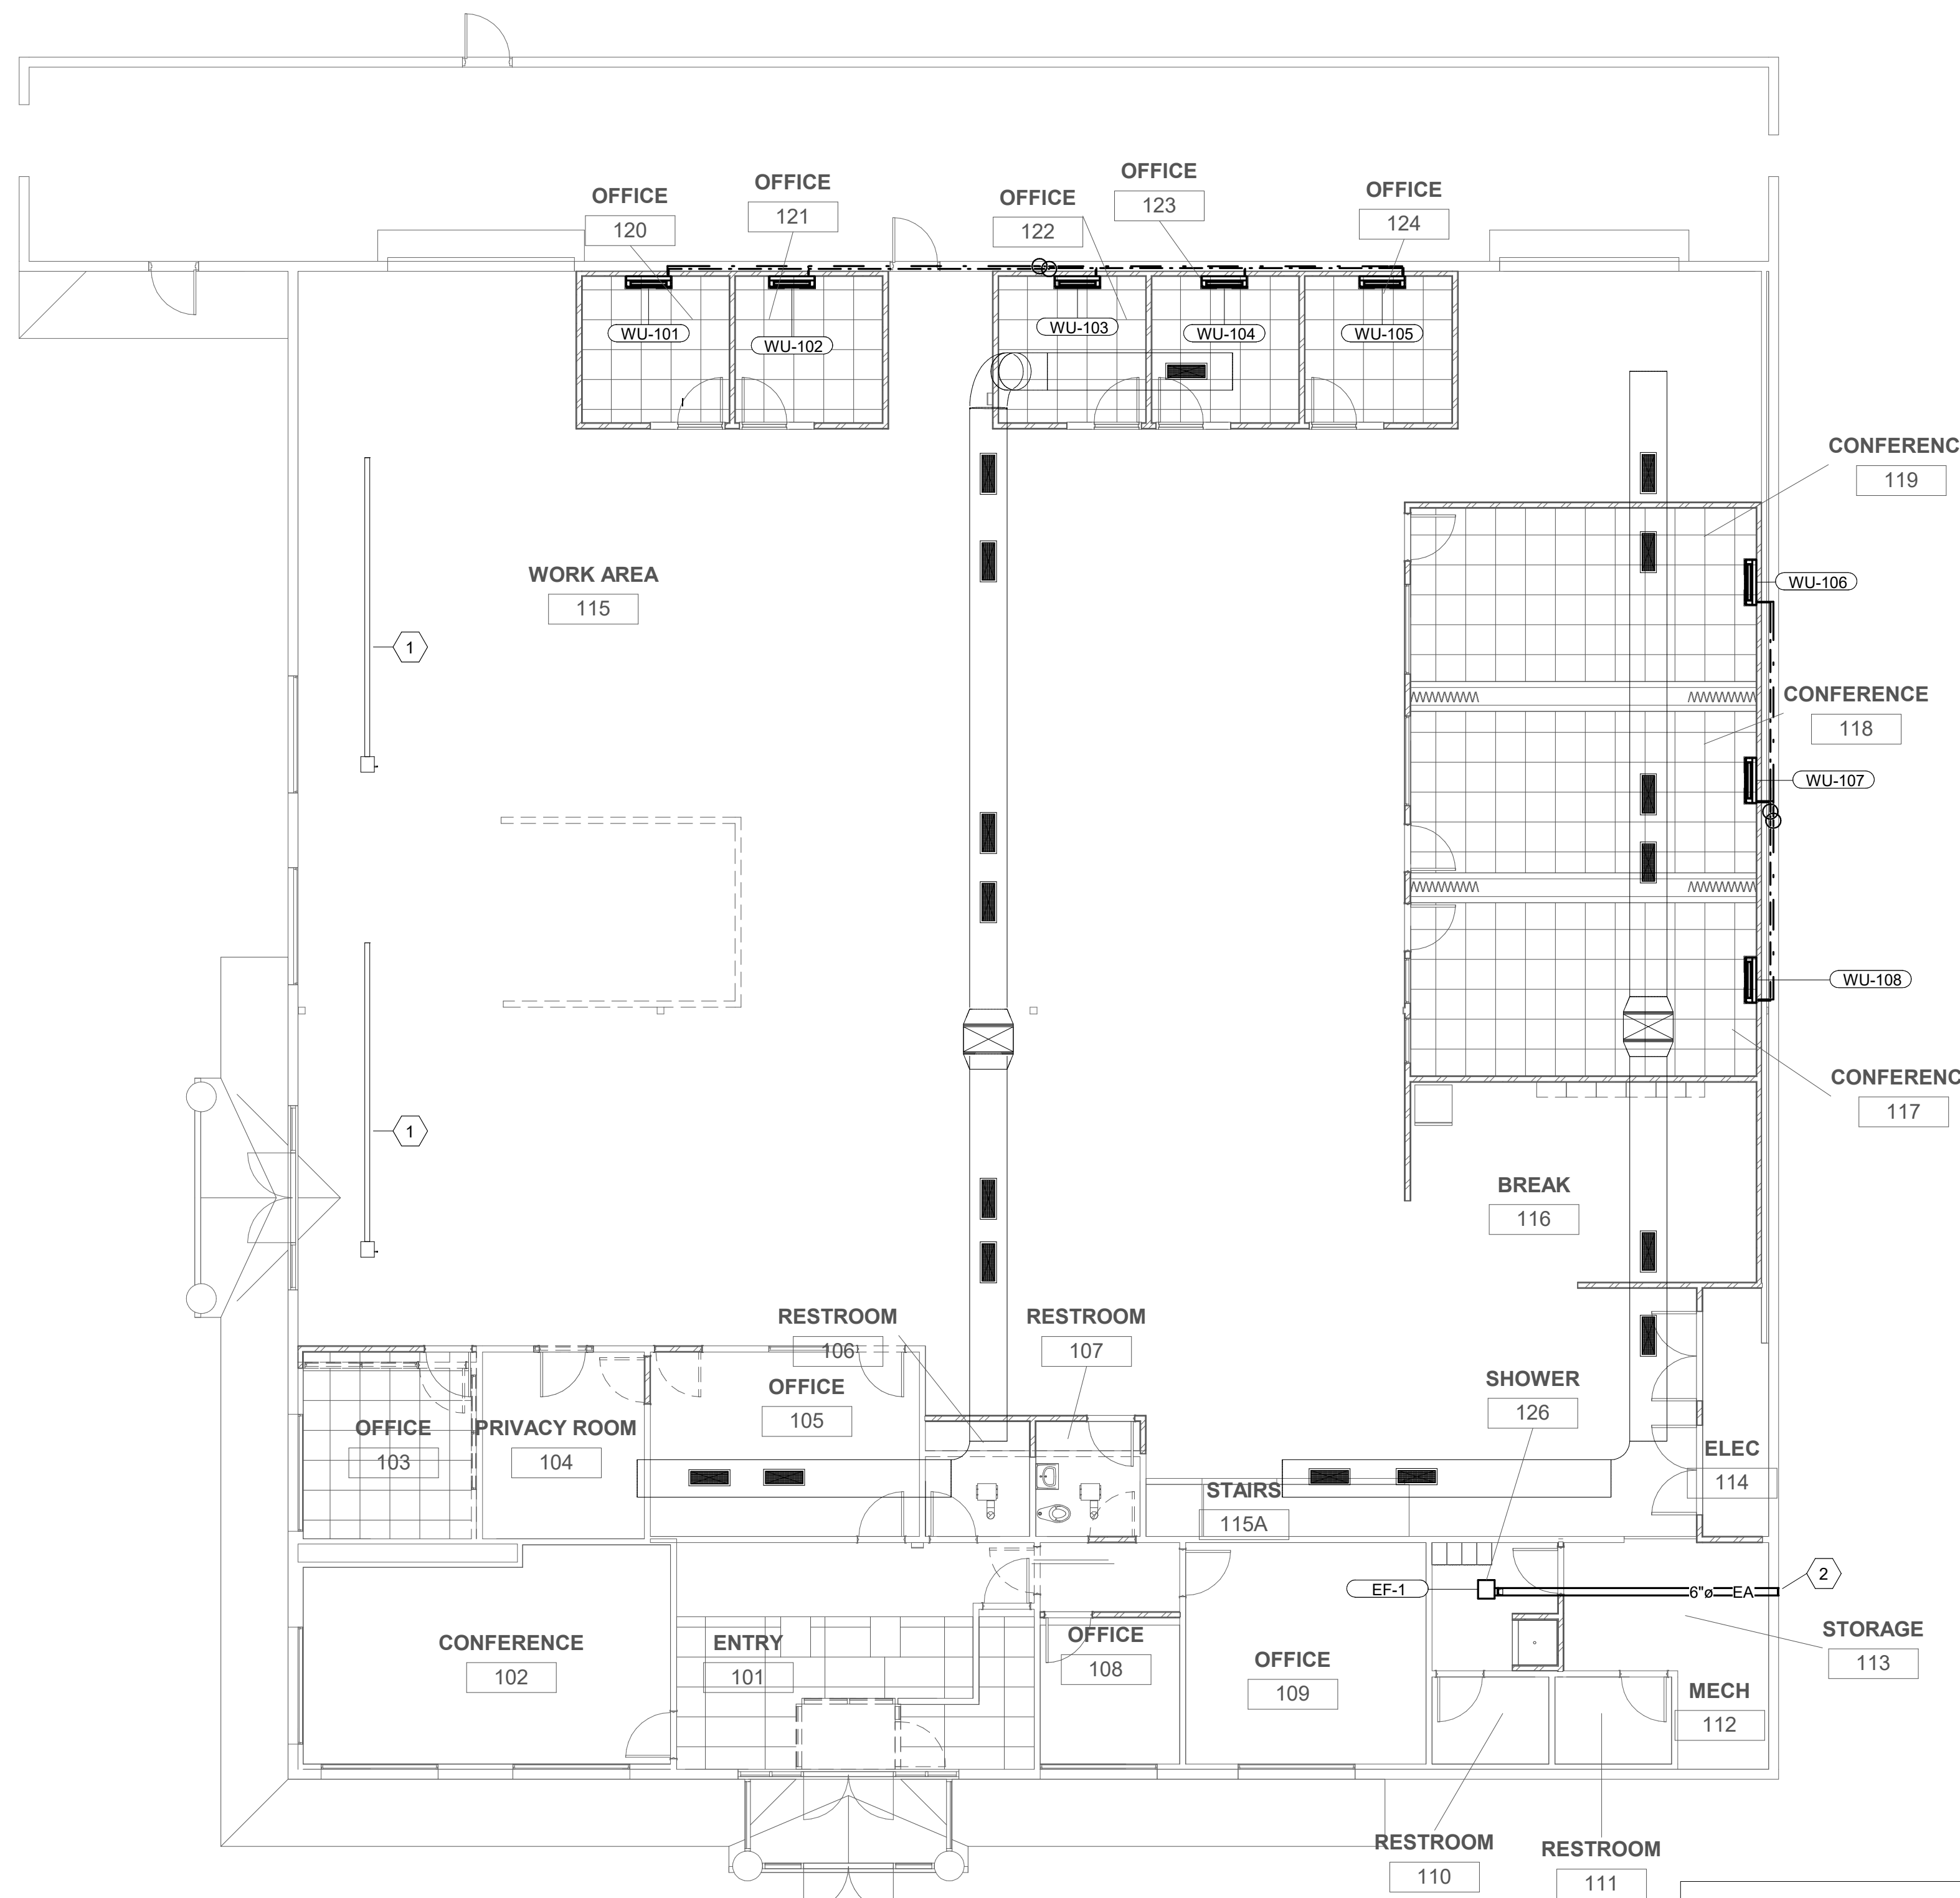 OFFICE
123
OFFICE
121
OFFICE
124
OFFICE
120
OFFICE
122
WU-101
WU-102
WU-103
WU-104
WU-105
CONFERENC
119
WORK AREA
115
WU-106
1
CONFERENCE
118
WU-107
WU-108
CONFERENC
117
1
BREAK
116
RESTROOM
106
RESTROOM
107
OFFICE
105
SHOWER
126
OFFICE
103
PRIVACY ROOM
104
ELEC
114
STAIRS
115A
EF-1
6"ø
EA
2
CONFERENCE
102
ENTRY
101
OFFICE
108
OFFICE
109
STORAGE
113
MECH
112
RESTROOM
110
RESTROOM
111